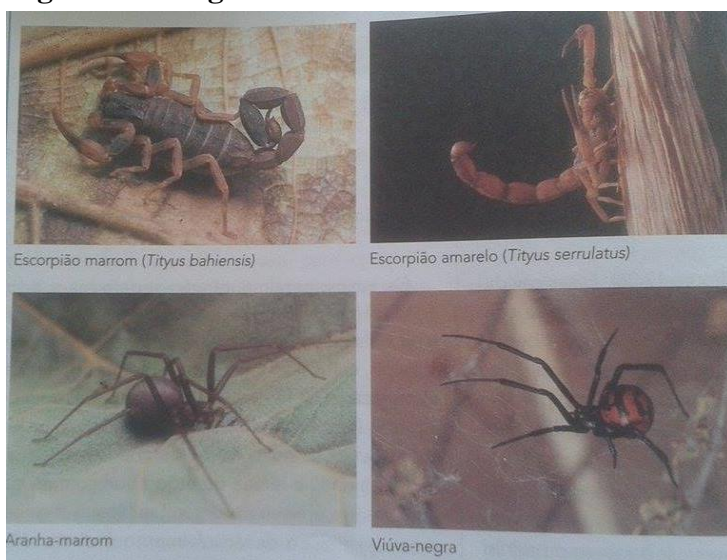 Escorpião marrom (Tityus bahiensis)
Escorpião amarelo (Tityus serrulatus)
Aranha-marrom
Viúva-negra